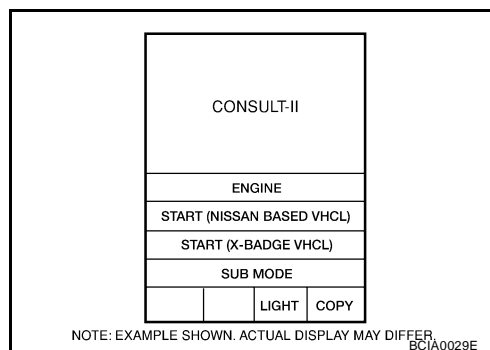 CONSULT-II
ENGINE
START (NISSAN BASED VHCL)
START (X-BADGE VHCL)
SUB MODE
LIGHT COPY
NOTE: EXAMPLE SHOWN. ACTUAL DISPLAY MAY DIFFER.
BCIA0029E